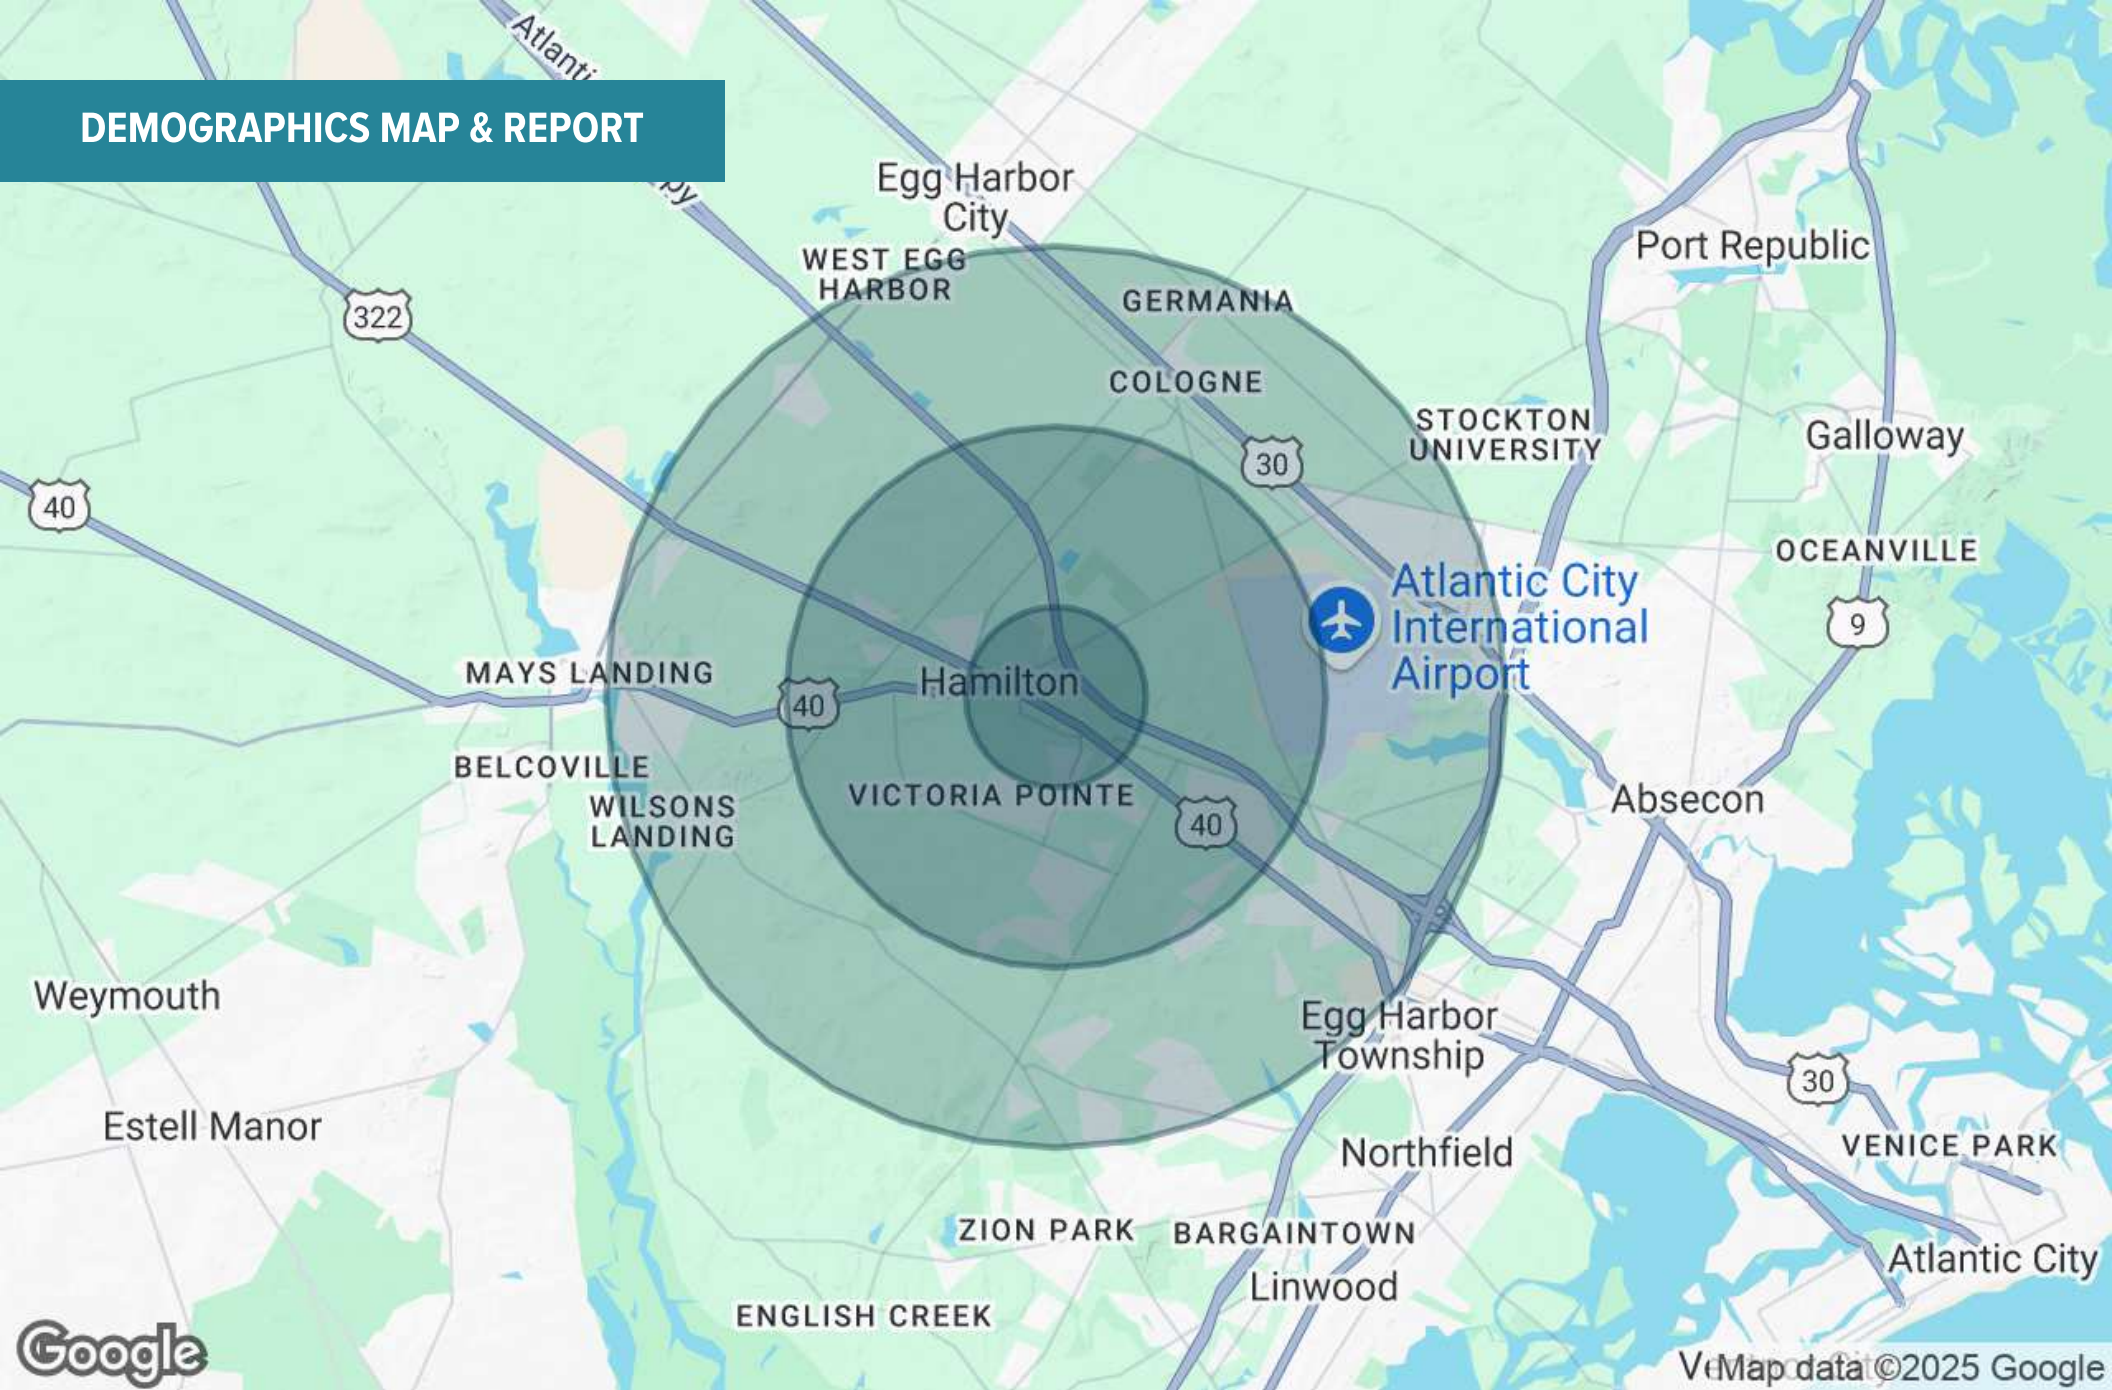 Atlanti
DEMOGRAPHICS MAP & REPORT
py
Egg Harbor
City
WEST EGG
HARBOR
GERMANIA
Port Republic
322
COLOGNE
STOCKTON
UNIVERSITY
Galloway
30
40
OCEANVILLE
Atlantic City
International
Airport
9
MAYS LANDING
Hamilton
40
BELCOVILLE
VICTORIA POINTE
WILSONS
LANDING
40
Absecon
Weymouth
Egg Harbor
Township
30
Estell Manor
Northfield
VENICE PARK
ZION PARK
BARGAINTOWN
Atlantic City
Linwood
ENGLISH CREEK
Google
Map data ©2025 Google